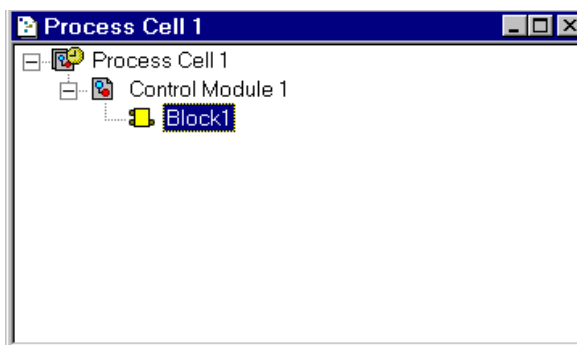 Process Cell 1
Process Cell 1
Control Module 1
Block1